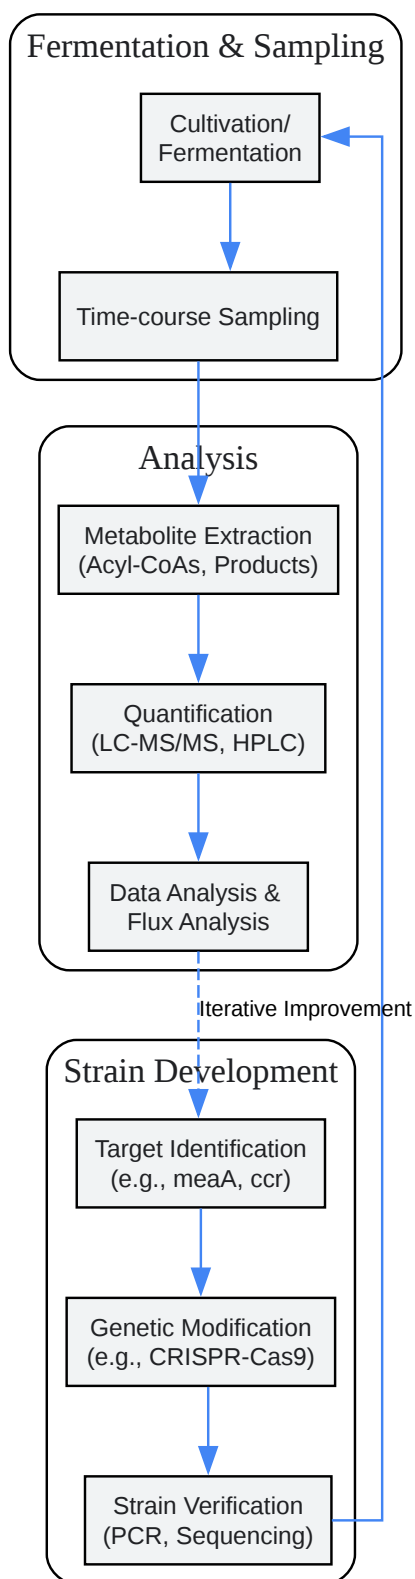 Fermentation & Sampling
Cultivation/
Fermentation
Time-course Sampling
Analysis
Metabolite Extraction
(Acyl-CoAs, Products)
Quantification
(LC-MS/MS, HPLC)
Data Analysis &
Flux Analysis
Iterative Improvement
Strain Development
Target Identification
(e.g., meaA, ccr)
Genetic Modification
(e.g., CRISPR-Cas9)
Strain Verification
(PCR, Sequencing)